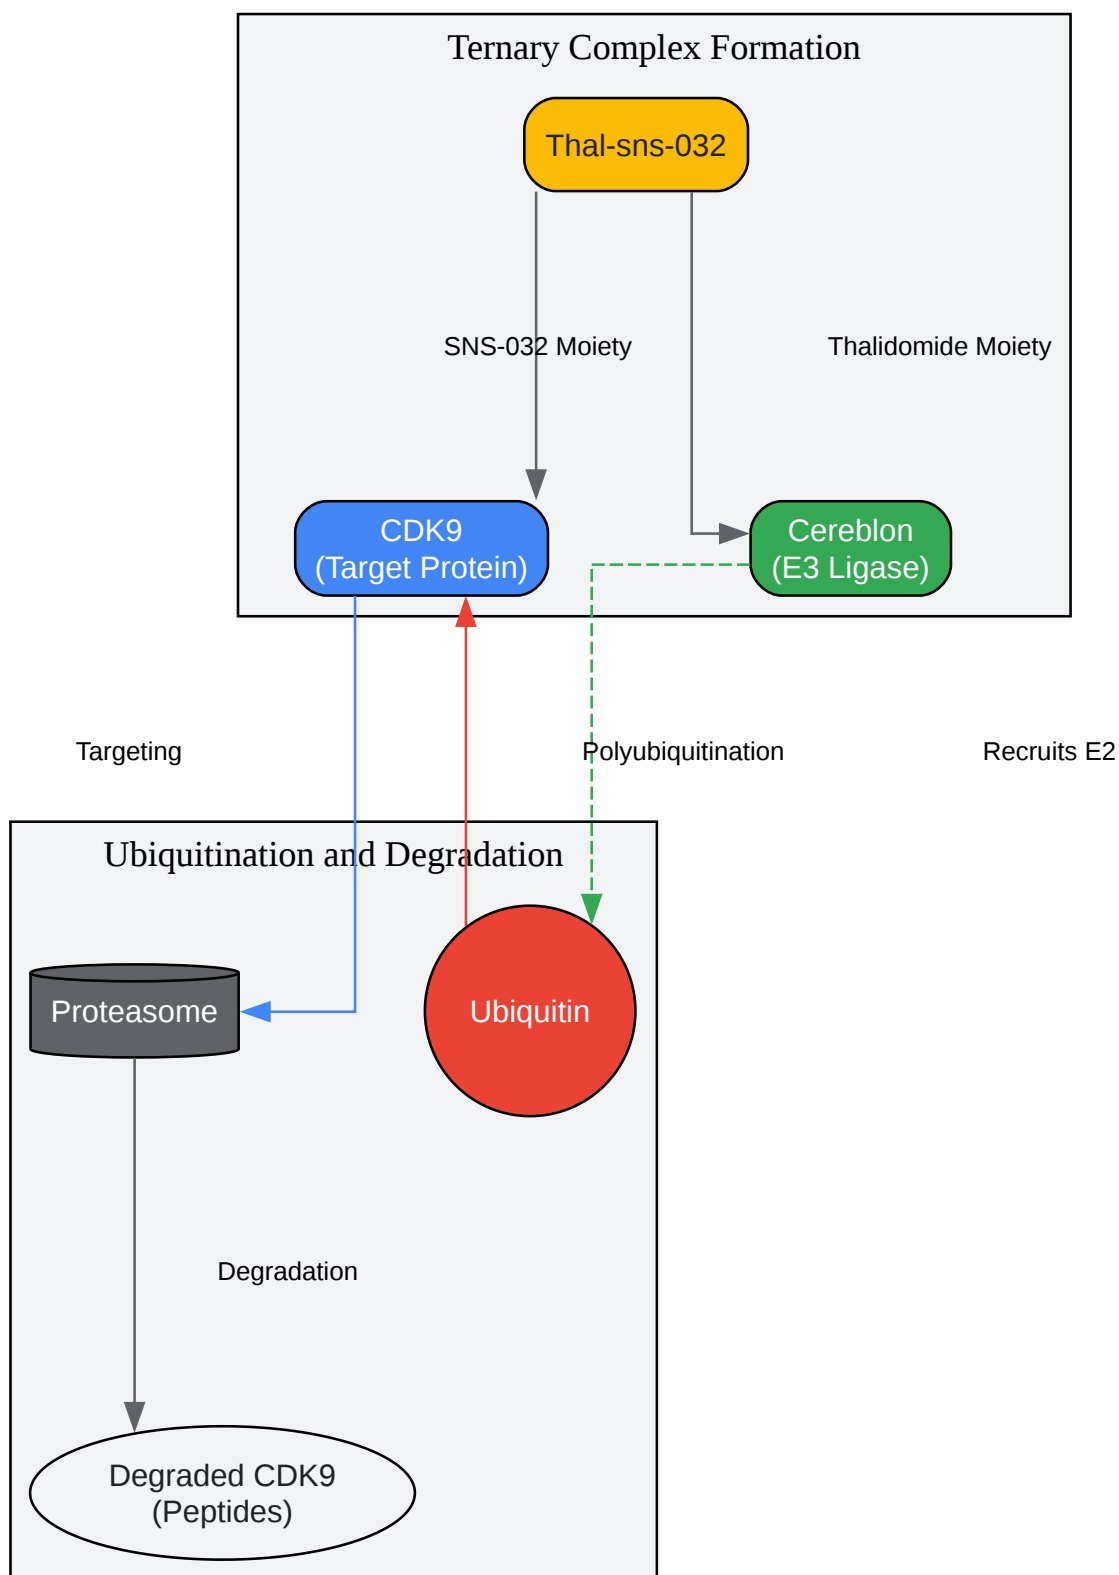 Ternary Complex Formation
Thal-sns-032
SNS-032 Moiety
Thalidomide Moiety
CDK9
(Target Protein)
Cereblon
(E3 Ligase)
Targeting
Polyubiquitination
Recruits E2
Ubiquitination and Degradation
Proteasome
Ubiquitin
Degradation
Degraded CDK9
(Peptides)